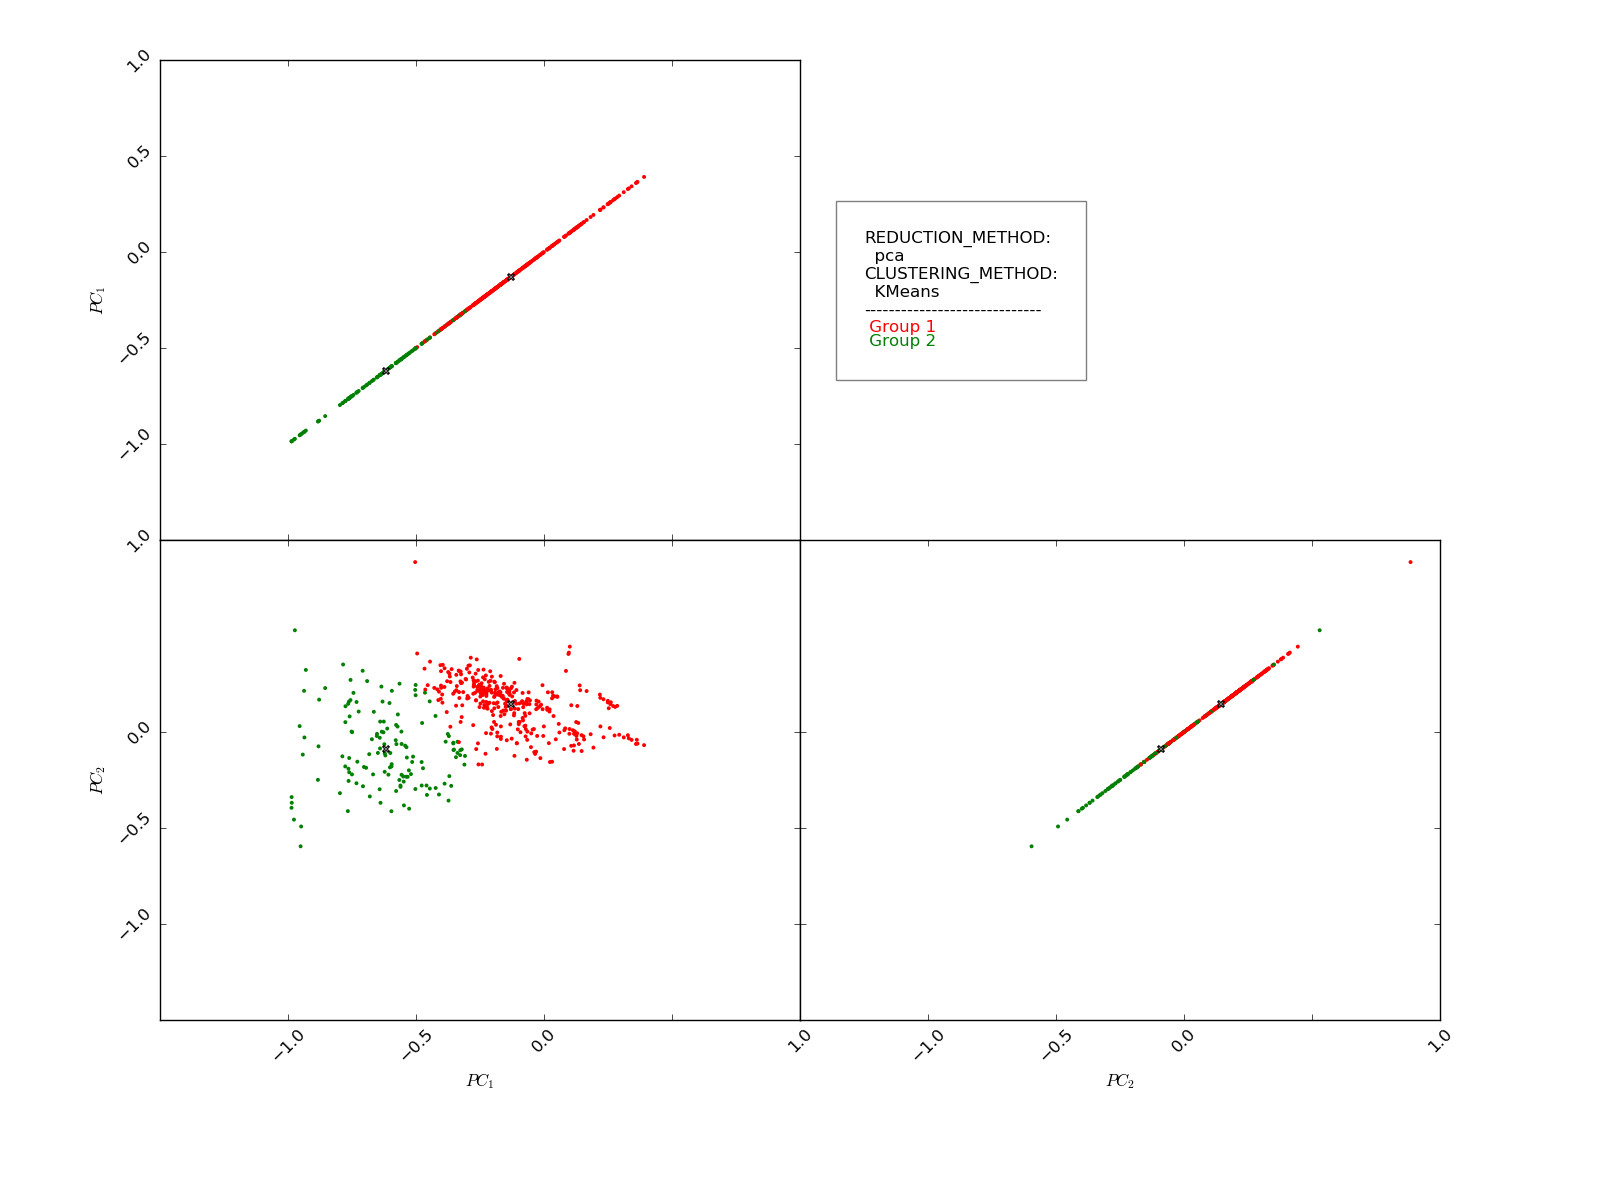 1.0
0.5
0.0
−0.5
−1.0
PC₁
REDUCTION_METHOD:
pca
CLUSTERING_METHOD:
KMeans
-----------------------------
Group 1
Group 2
1.0
0.0
−0.5
−1.0
PC₂
−1.0 −0.5 0.0 1.0
−1.0 −0.5 0.0 1.0
PC₁ PC₂